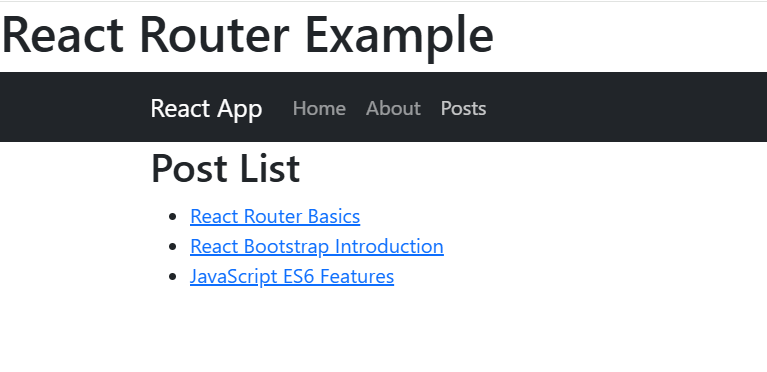 React Router Example
React App Home About Posts
Post List
React Router Basics
React Bootstrap Introduction
JavaScript ES6 Features